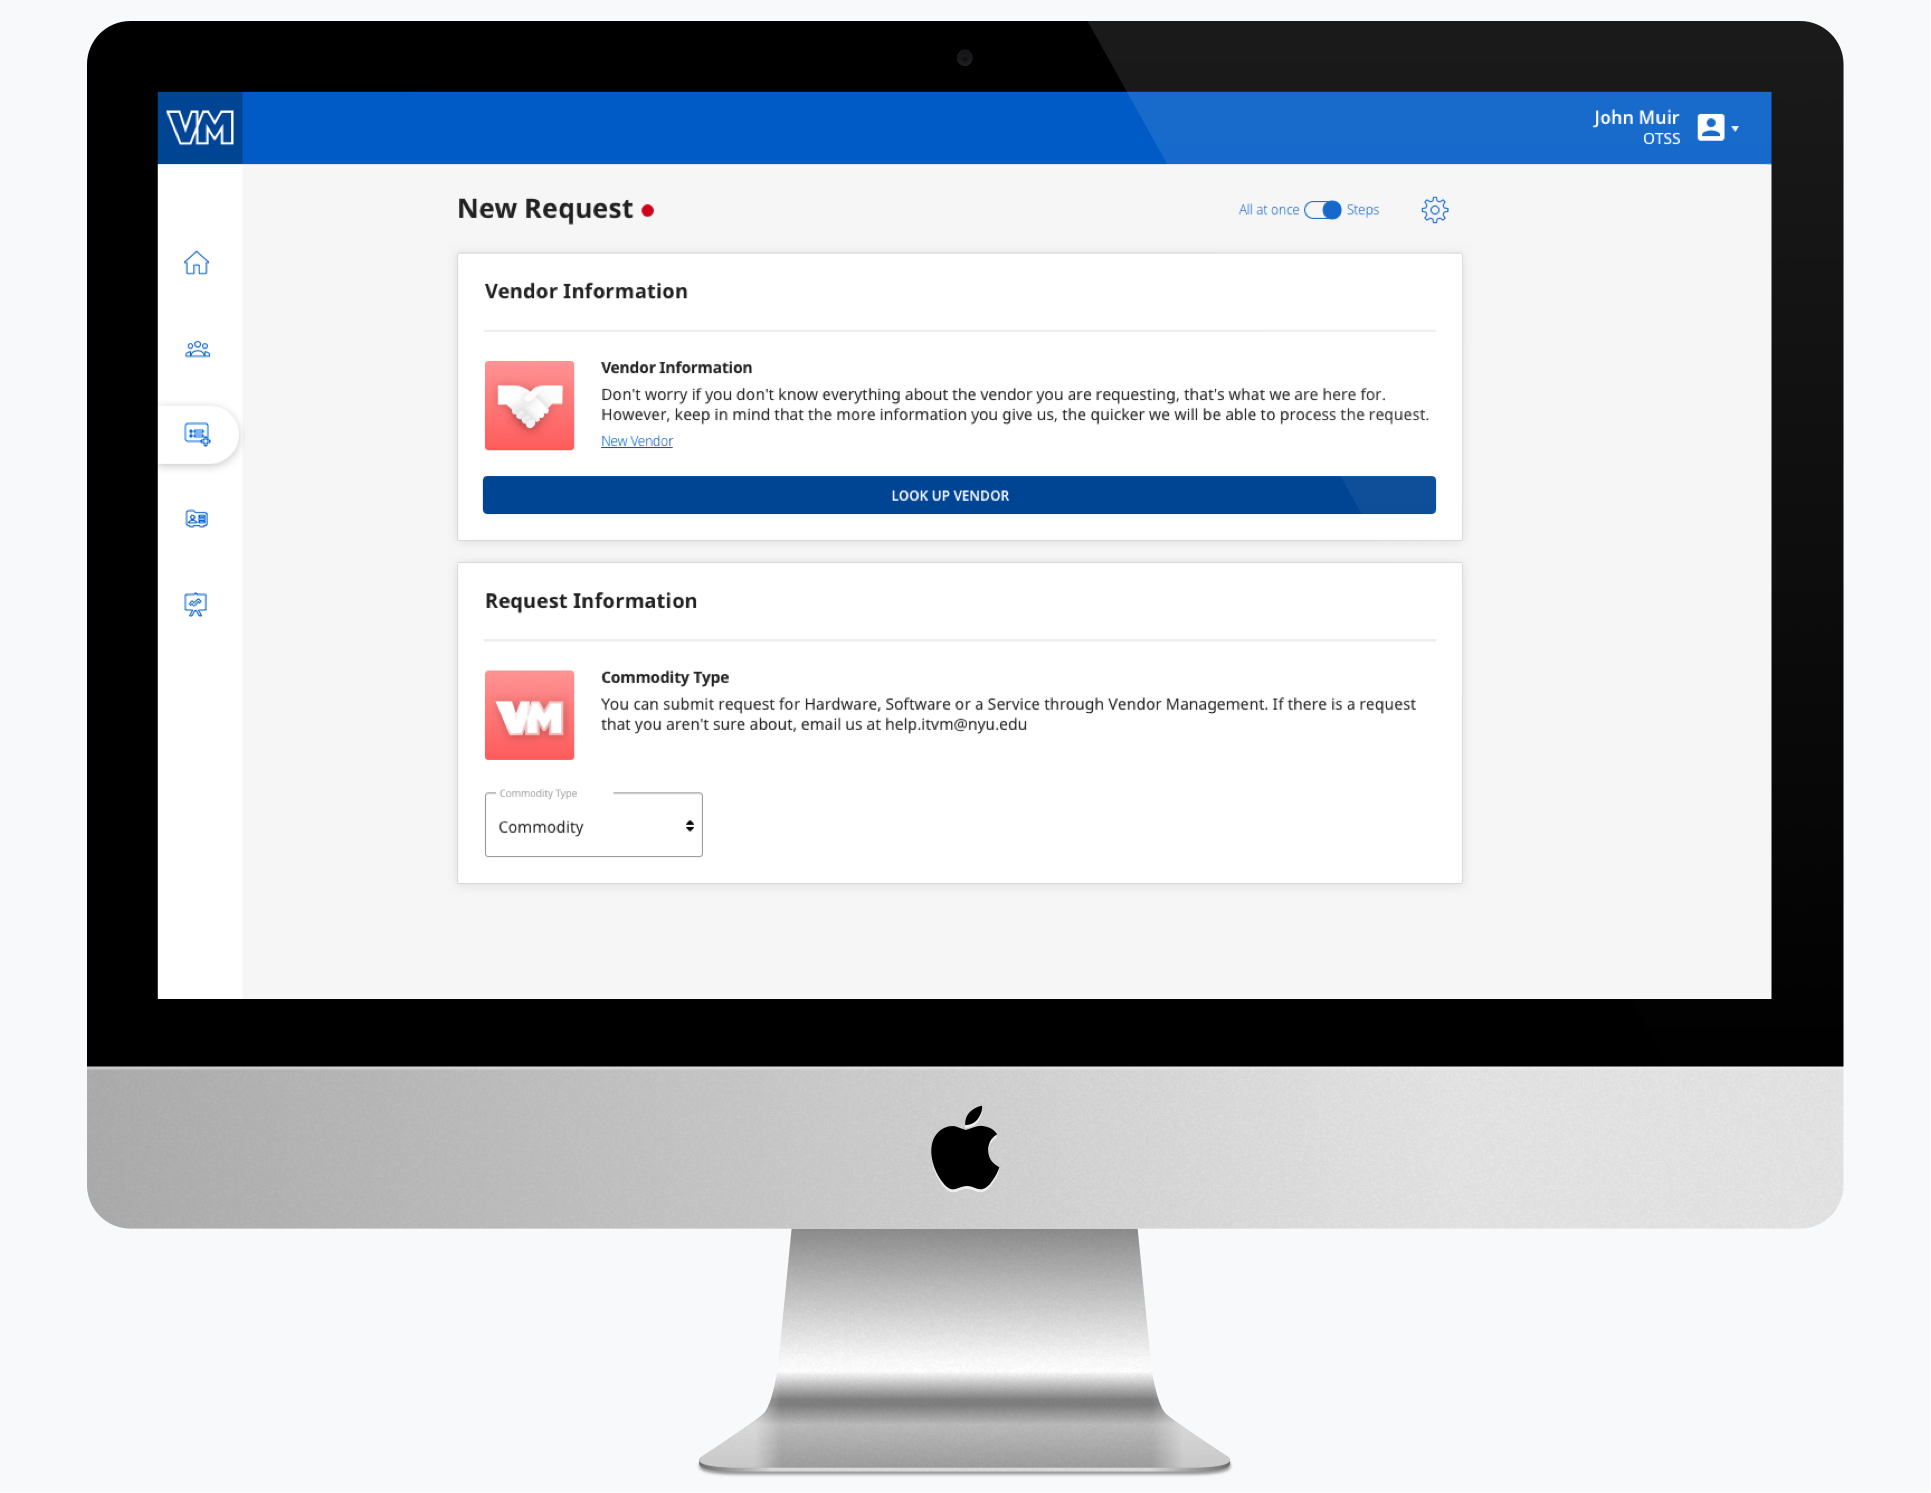 VM
John Muir
OTSS
New Request
All at once
Steps
Vendor Information
Vendor Information
Don't worry if you don't know everything about the vendor you are requesting, that's what we are here for.
However, keep in mind that the more information you give us, the quicker we will be able to process the request.
New Vendor
LOOK UP VENDOR
Request Information
Commodity Type
VM
You can submit request for Hardware, Software or a Service through Vendor Management. If there is a request
that you aren't sure about, email us at help.itvm@nyu.edu
Commodity Type
Commodity